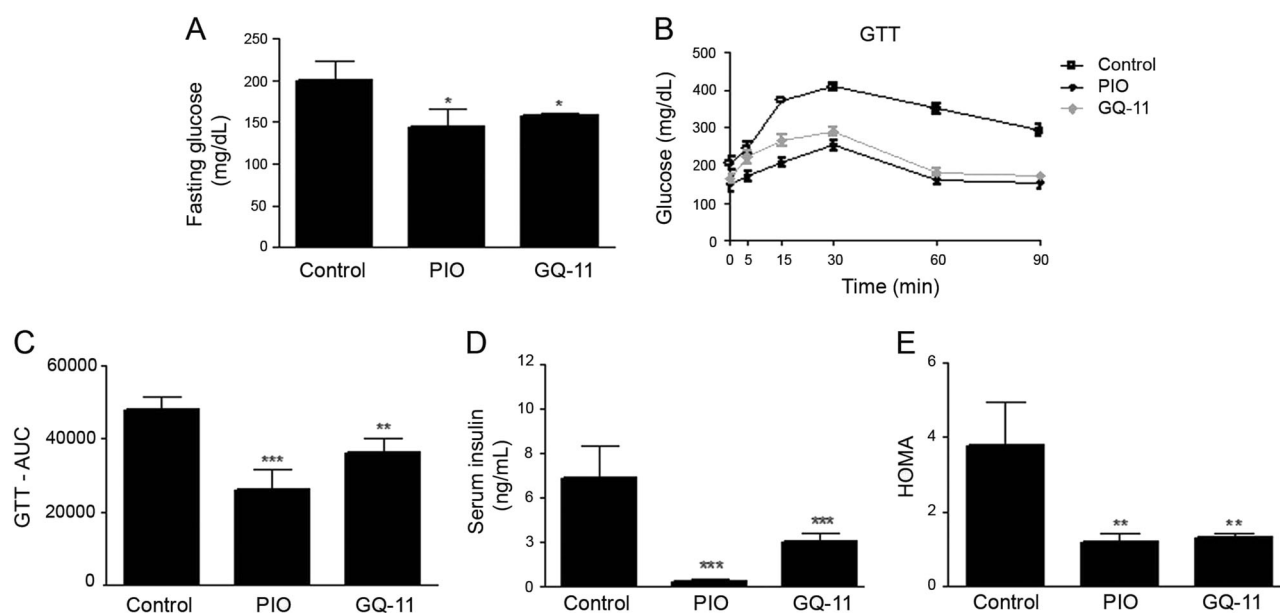 A
Fasting glucose
(mg/dL)
250
200
150
100
50
0
*
*
Control
PIO
GQ-11
B
GTT
Glucose (mg/dL)
500
400
300
200
100
0
0
5
15
30
60
90
Time (min)
Control
PIO
GQ-11
C
GTT - AUC
60000
40000
20000
0
***
**
Control
PIO
GQ-11
D
Serum insulin
(ng/mL)
12
9
6
3
0
***
***
Control
PIO
GQ-11
E
HOMA
6
4
2
0
**
**
Control
PIO
GQ-11